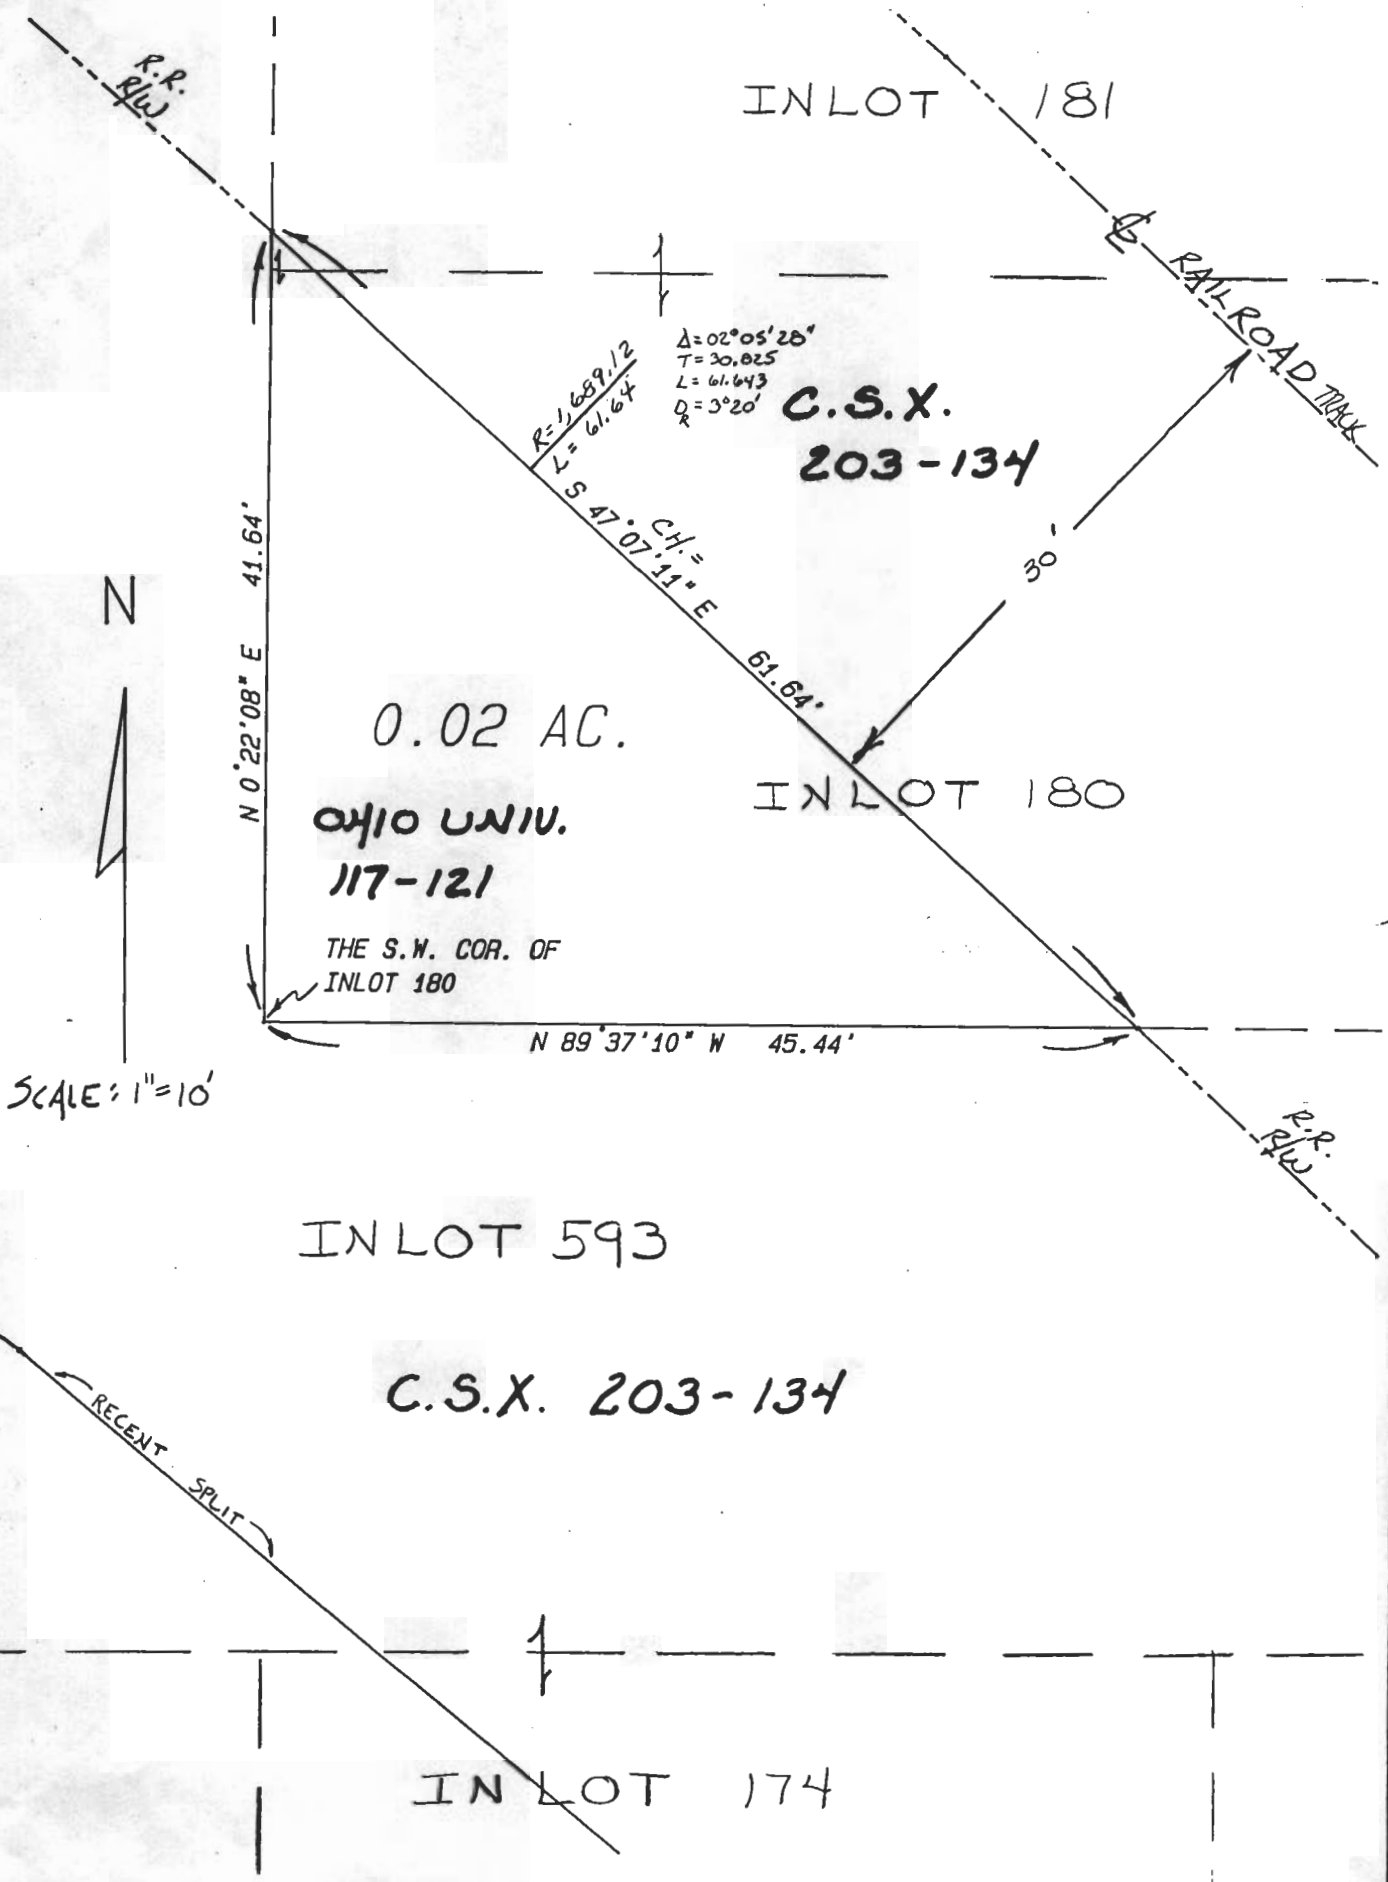 R.R.
R/W
INLOT 181
℄ RAILROAD TRACK
Δ=02°05'28"
T=30.825
L=61.643
D_R=3°20'
R=1,689.12
L=61.64
C.S.X.
203-134
CH.=
S 47°07'11" E 61.64'
30'
N 0°22'08" E 41.64'
N
0.02 AC.
INLOT 180
OHIO UNIV.
117-121
THE S.W. COR. OF
INLOT 180
N 89°37'10" W 45.44'
SCALE: 1"=10'
R.R.
R/W
INLOT 593
C.S.X. 203-134
RECENT SPLIT
INLOT 174